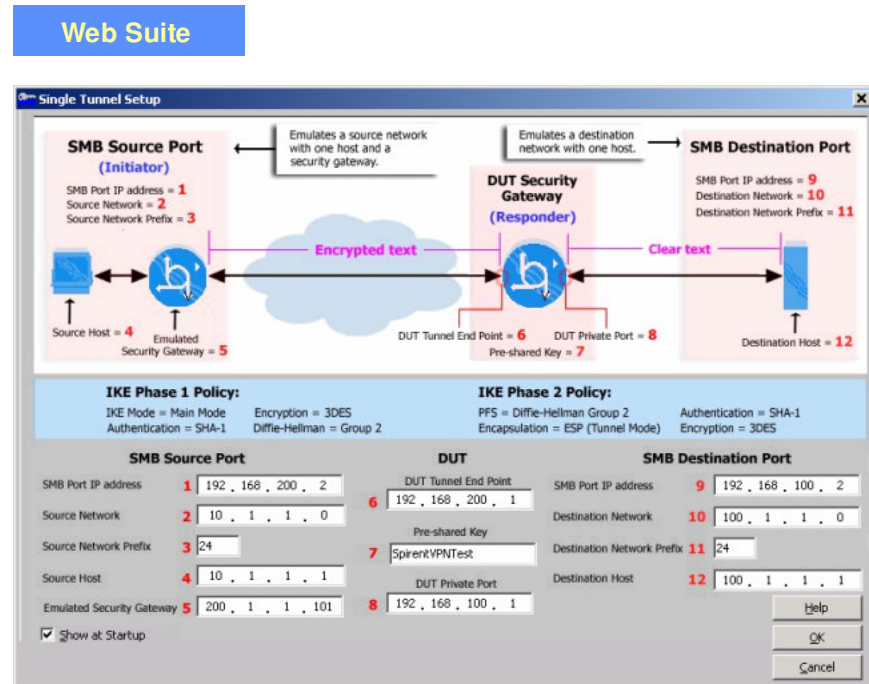 Web Suite
Single Tunnel Setup
SMB Source Port
(Initiator)
SMB Port IP address = 1
Source Network = 2
Source Network Prefix = 3
Emulates a source network
with one host and a
security gateway.
Emulates a destination
network with one host.
SMB Destination Port
SMB Port IP address = 9
Destination Network = 10
Destination Network Prefix = 11
DUT Security
Gateway
(Responder)
Encrypted text
Clear text
Source Host = 4
Emulated
Security Gateway = 5
DUT Tunnel End Point = 6
DUT Private Port = 8
Pre-shared Key = 7
Destination Host = 12
IKE Phase 1 Policy:
IKE Mode = Main Mode Encryption = 3DES
Authentication = SHA-1 Diffie-Hellman = Group 2
IKE Phase 2 Policy:
PFS = Diffie-Hellman Group 2 Authentication = SHA-1
Encapsulation = ESP (Tunnel Mode) Encryption = 3DES
SMB Source Port
SMB Port IP address 1 192 . 168 . 200 . 2
Source Network 2 10 . 1 . 1 . 0
Source Network Prefix 3 24
Source Host 4 10 . 1 . 1 . 1
Emulated Security Gateway 5 200 . 1 . 1 . 101
Show at Startup
DUT
DUT Tunnel End Point
6 192 . 168 . 200 . 1
Pre-shared Key
7 SpirentVPNTest
DUT Private Port
8 192 . 168 . 100 . 1
SMB Destination Port
SMB Port IP address 9 192 . 168 . 100 . 2
Destination Network 10 100 . 1 . 1 . 0
Destination Network Prefix 11 24
Destination Host 12 100 . 1 . 1 . 1
Help
OK
Cancel